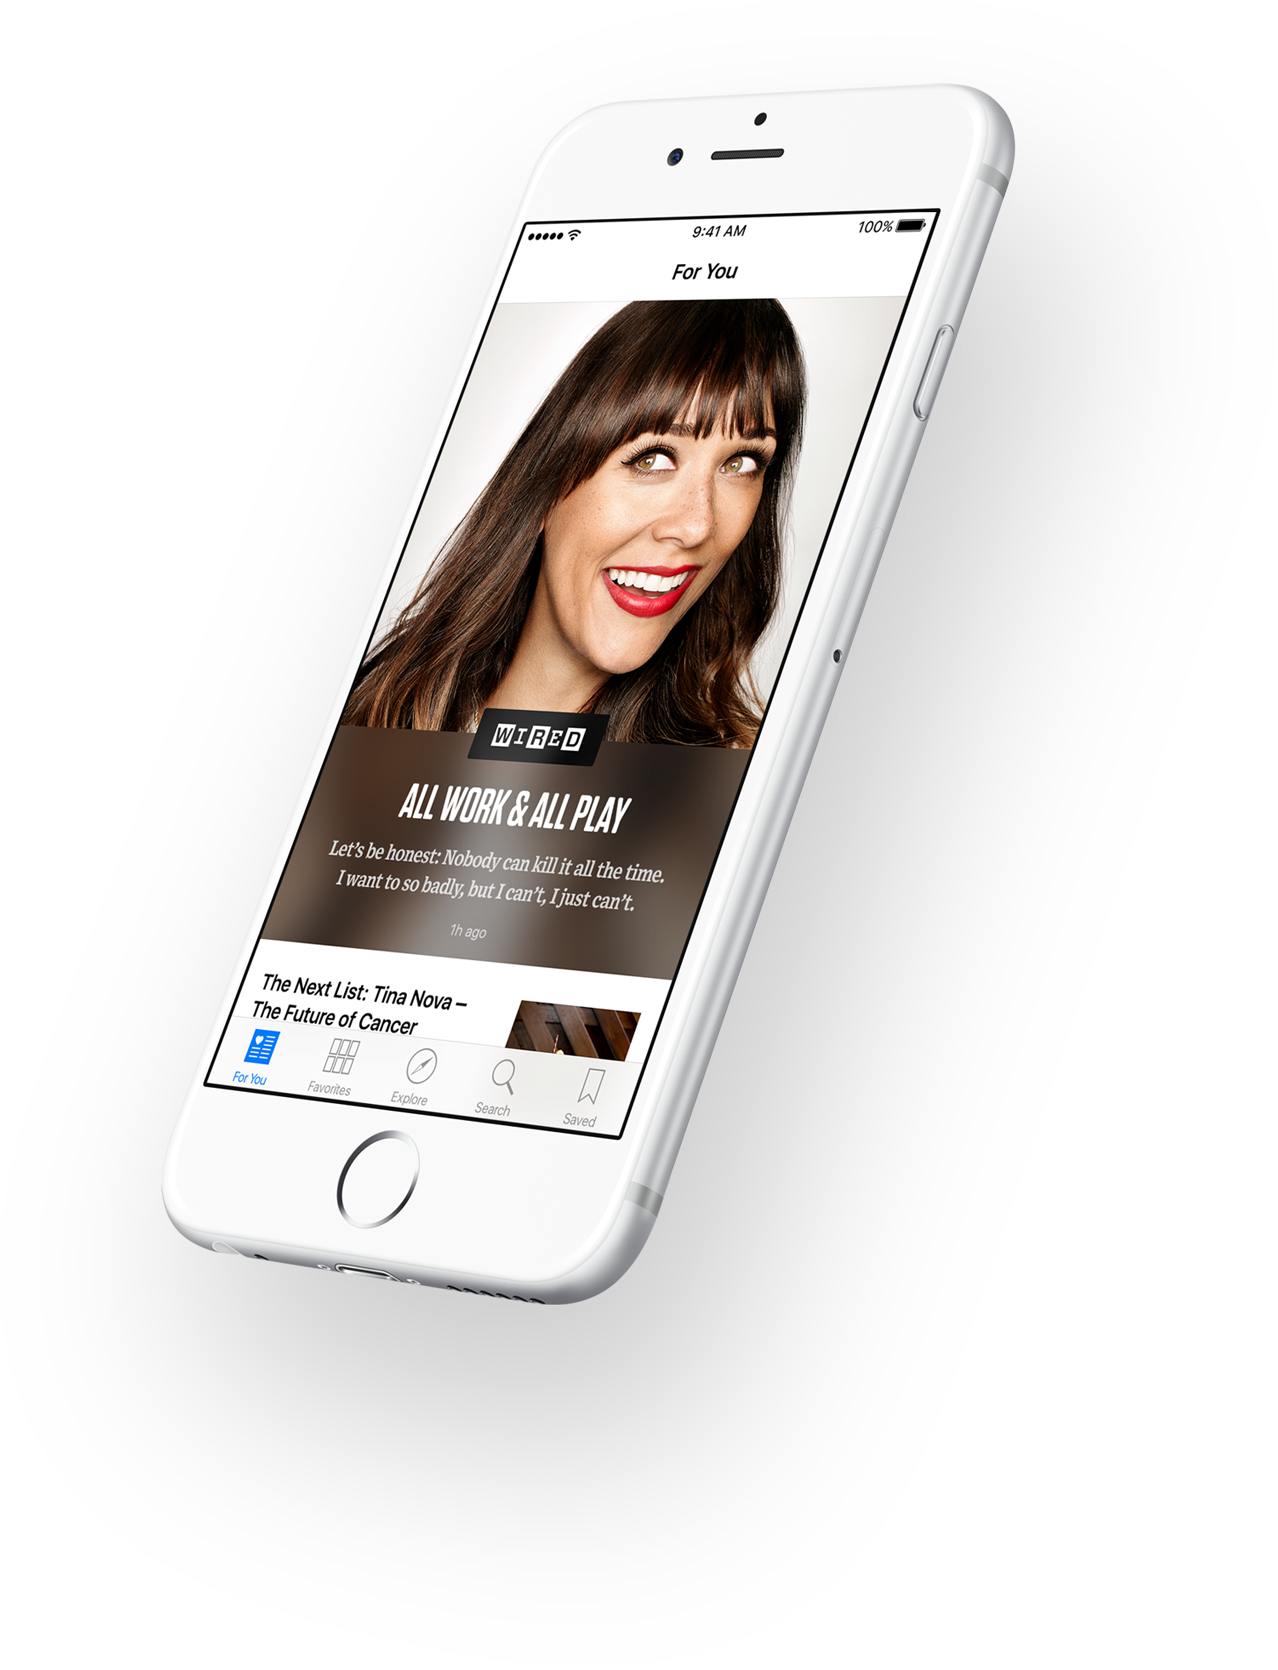 9:41 AM
100%
For You
WIRED
ALL WORK & ALL PLAY
Let's be honest: Nobody can kill it all the time.
I want to so badly, but I can't, I just can't.
1h ago
The Next List: Tina Nova –
The Future of Cancer
For You
Favorites
Explore
Search
Saved